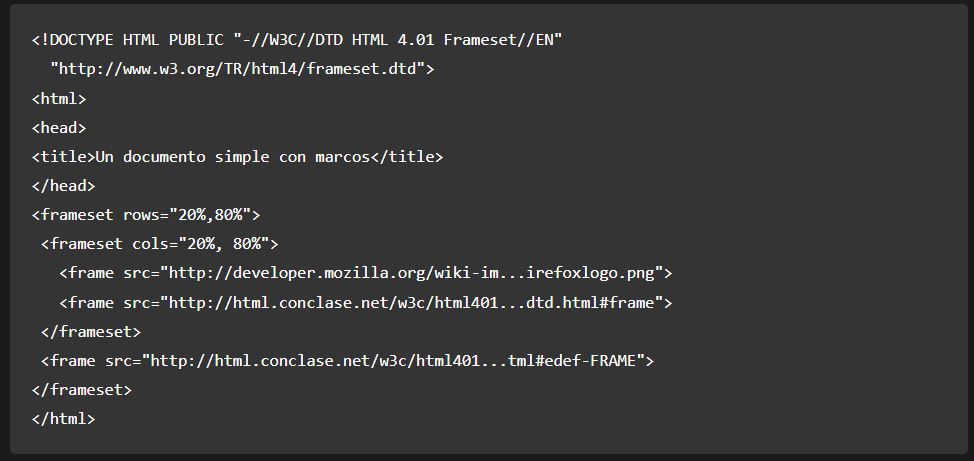 <!DOCTYPE HTML PUBLIC "-//W3C//DTD HTML 4.01 Frameset//EN"
"http://www.w3.org/TR/html4/frameset.dtd">
<html>
<head>
<title>Un documento simple con marcos</title>
</head>
<frameset rows="20%,80%">
<frameset cols="20%, 80%">
<frame src="http://developer.mozilla.org/wiki-im...irefoxlogo.png">
<frame src="http://html.conclase.net/w3c/html401...dtd.html#frame">
</frameset>
<frame src="http://html.conclase.net/w3c/html401...tml#edef-FRAME">
</frameset>
</html>